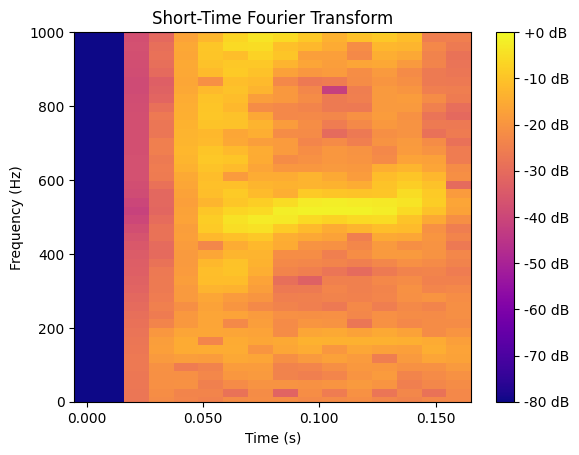 Short-Time Fourier Transform
1000
800
600
400
200
0
Frequency (Hz)
0.000
0.050
0.100
0.150
Time (s)
+0 dB
-10 dB
-20 dB
-30 dB
-40 dB
-50 dB
-60 dB
-70 dB
-80 dB